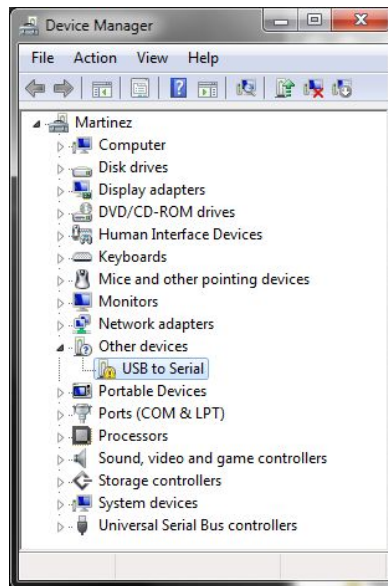 Device Manager
File Action View Help
Martinez
Computer
Disk drives
Display adapters
DVD/CD-ROM drives
Human Interface Devices
Keyboards
Mice and other pointing devices
Monitors
Network adapters
Other devices
USB to Serial
Portable Devices
Ports (COM & LPT)
Processors
Sound, video and game controllers
Storage controllers
System devices
Universal Serial Bus controllers